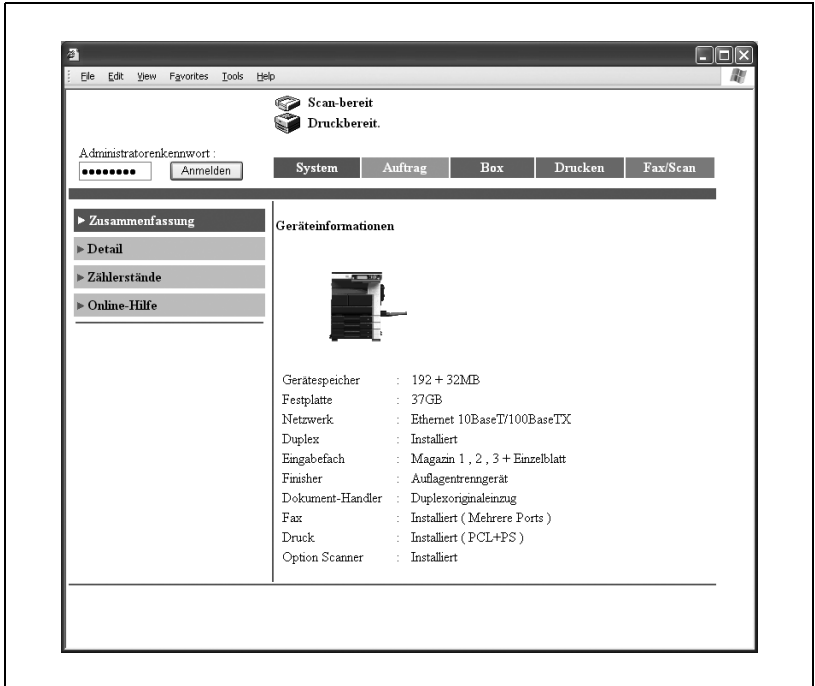 File Edit View Favorites Tools Help
Scan-bereit
Druckbereit.
Administratorenkennwort :
Anmelden
System Auftrag Box Drucken Fax/Scan
Zusammenfassung
Detail
Zählerstände
Online-Hilfe
Geräteinformationen
Gerätespeicher : 192 + 32MB
Festplatte : 37GB
Netzwerk : Ethernet 10BaseT/100BaseTX
Duplex : Installiert
Eingabefach : Magazin 1 , 2 , 3 + Einzelblatt
Finisher : Auflagentrenngerät
Dokument-Handler : Duplexoriginaleinzug
Fax : Installiert ( Mehrere Ports )
Druck : Installiert ( PCL+PS )
Option Scanner : Installiert